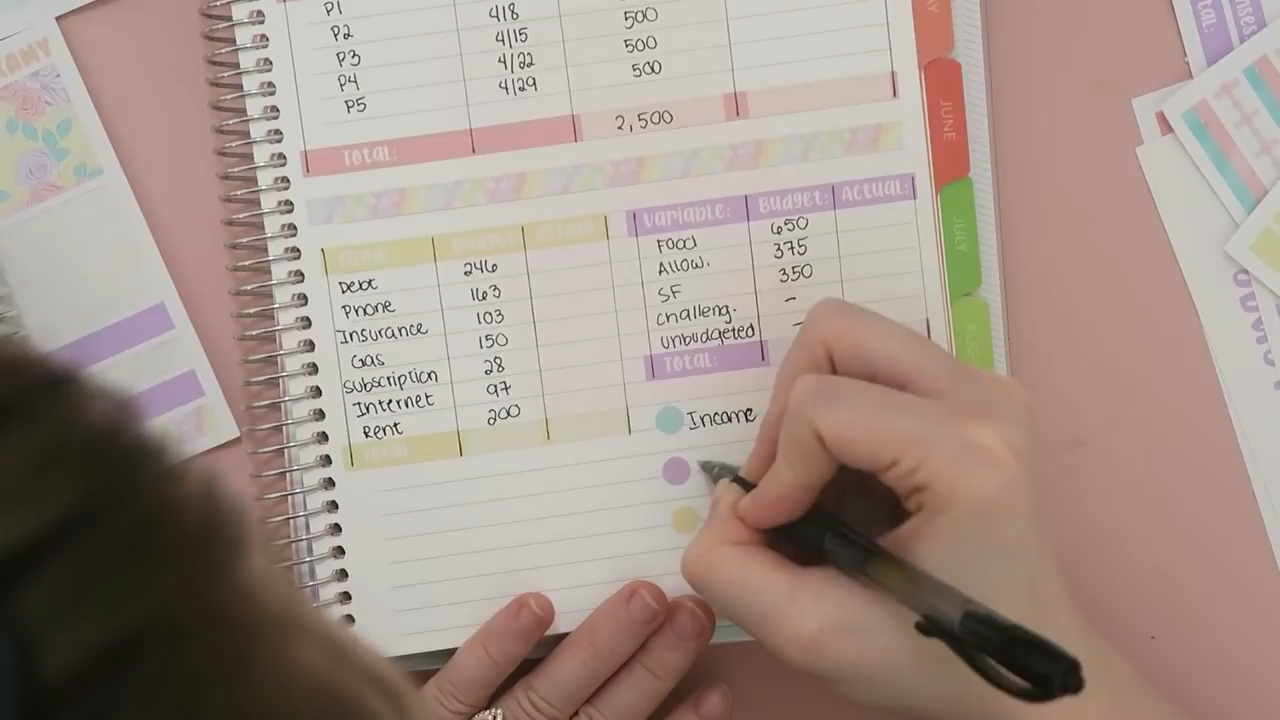 P1 4/8 500
P2 4/15 500
P3 4/22 500
P4 4/29
P5
Total: 2,500
Debt 246
Phone 163
Insurance 103
Gas 150
Subscription 28
Internet 97
Rent 200
Variable: Budget: Actual:
Food 650
Allow. 375
SF 350
challeng. -
unbudgeted -
Total:
Income
JUNE
JULY
AUG